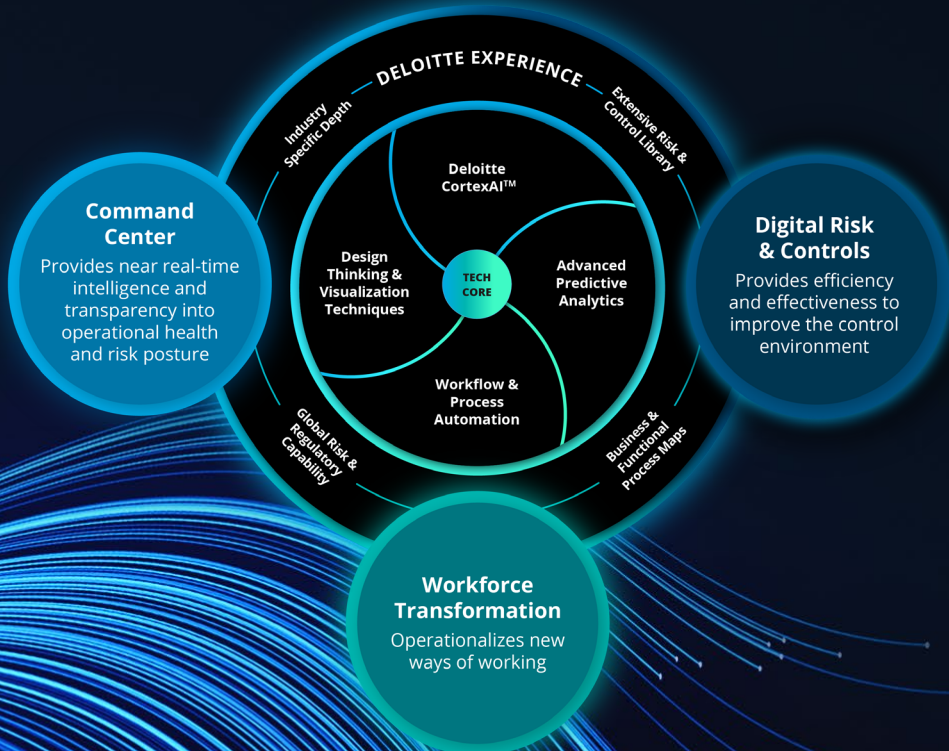 DELOITTE EXPERIENCE
Industry
Specific Depth
Extensive Risk &
Control Library
Deloitte
CortexAI™
Command
Center
Provides near real-time
intelligence and
transparency into
operational health
and risk posture
Design
Thinking &
Visualization
Techniques
TECH
CORE
Advanced
Predictive
Analytics
Digital Risk
& Controls
Provides efficiency
and effectiveness to
improve the control
environment
Workflow &
Process
Automation
Global Risk &
Regulatory
Capability
Business &
Functional
Process Maps
Workforce
Transformation
Operationalizes new
ways of working